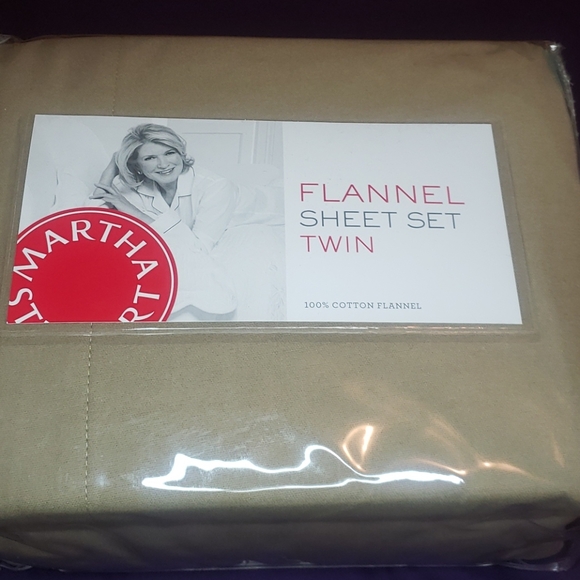 MARTHA
FLANNEL
SHEET SET
TWIN
100% COTTON FLANNEL